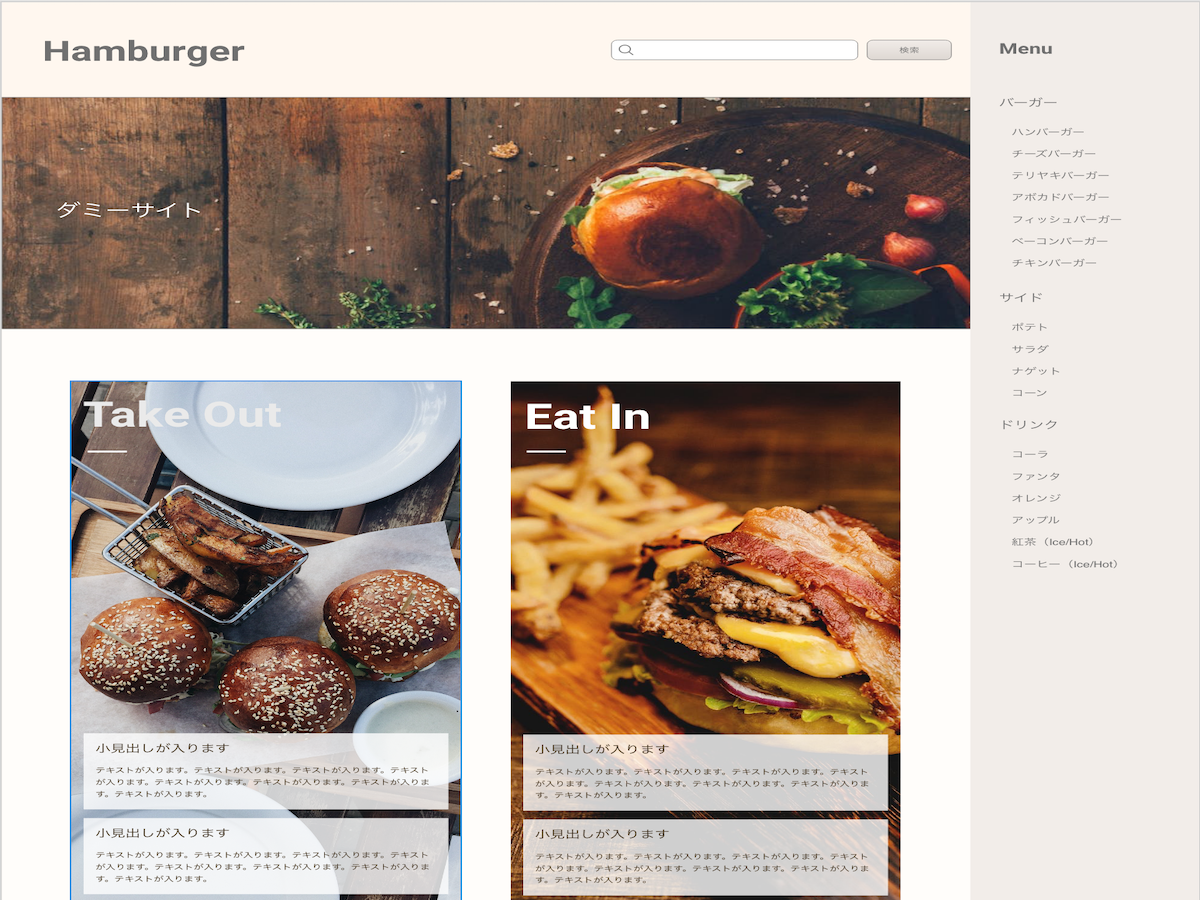 Hamburger
検索
ダミーサイト
Take Out
小見出しが入ります
テキストが入ります。テキストが入ります。テキストが入ります。テキスト
が入ります。テキストが入ります。テキストが入ります。テキストが入りま
す。テキストが入ります。
小見出しが入ります
テキストが入ります。テキストが入ります。テキストが入ります。テキスト
が入ります。テキストが入ります。テキストが入ります。テキストが入りま
す。テキストが入ります。
Eat In
小見出しが入ります
テキストが入ります。テキストが入ります。テキストが入ります。テキスト
が入ります。テキストが入ります。テキストが入ります。テキストが入りま
す。テキストが入ります。
小見出しが入ります
テキストが入ります。テキストが入ります。テキストが入ります。テキスト
が入ります。テキストが入ります。テキストが入ります。テキストが入りま
す。テキストが入ります。
Menu
バーガー
ハンバーガー
チーズバーガー
テリヤキバーガー
アボカドバーガー
フィッシュバーガー
ベーコンバーガー
チキンバーガー
サイド
ポテト
サラダ
ナゲット
コーン
ドリンク
コーラ
ファンタ
オレンジ
アップル
紅茶（Ice/Hot）
コーヒー（Ice/Hot）